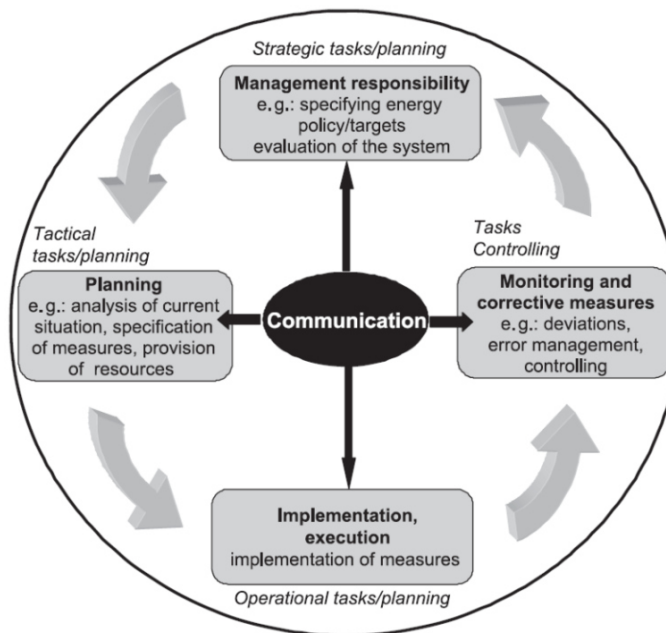 Strategic tasks/planning
Management responsibility
e.g.: specifying energy
policy/targets
evaluation of the system
Tactical
tasks/planning
Planning
e.g.: analysis of current
situation, specification
of measures, provision
of resources
Communication
Tasks
Controlling
Monitoring and
corrective measures
e.g.: deviations,
error management,
controlling
Implementation,
execution
implementation of measures
Operational tasks/planning